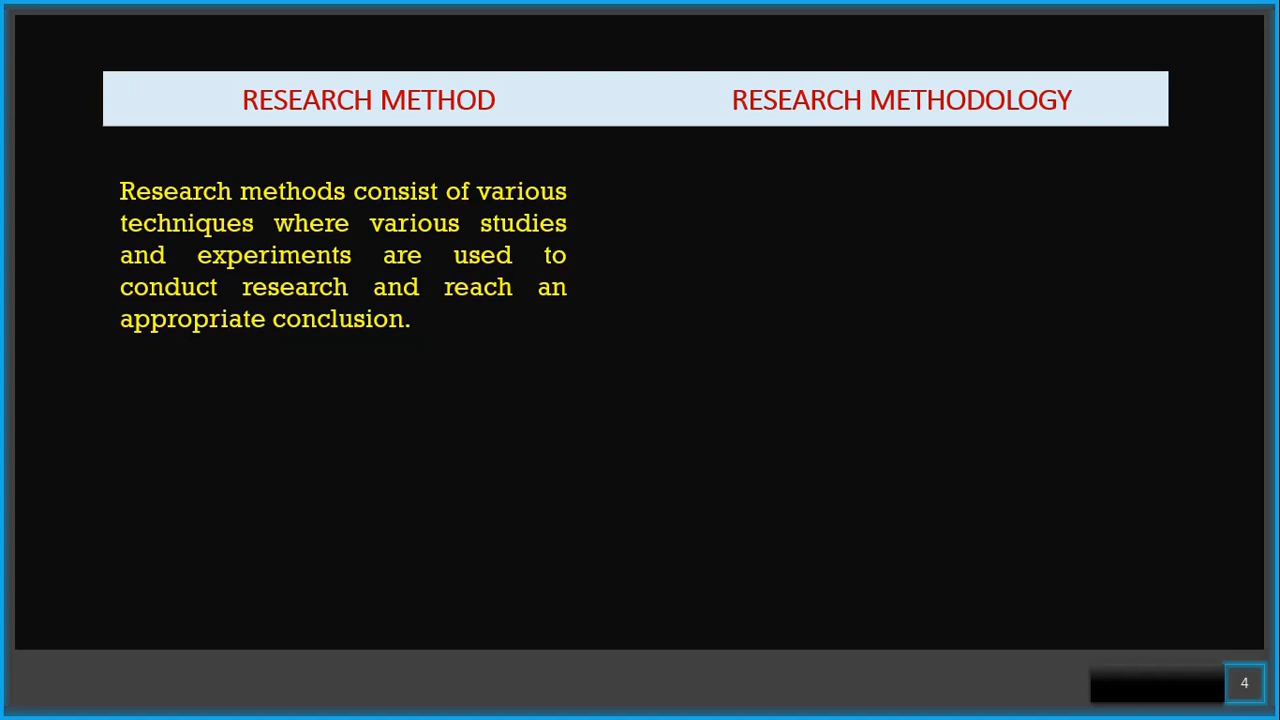 RESEARCH METHOD RESEARCH METHODOLOGY
Research methods consist of various
techniques where various studies
and experiments are used to
conduct research and reach an
appropriate conclusion.
4